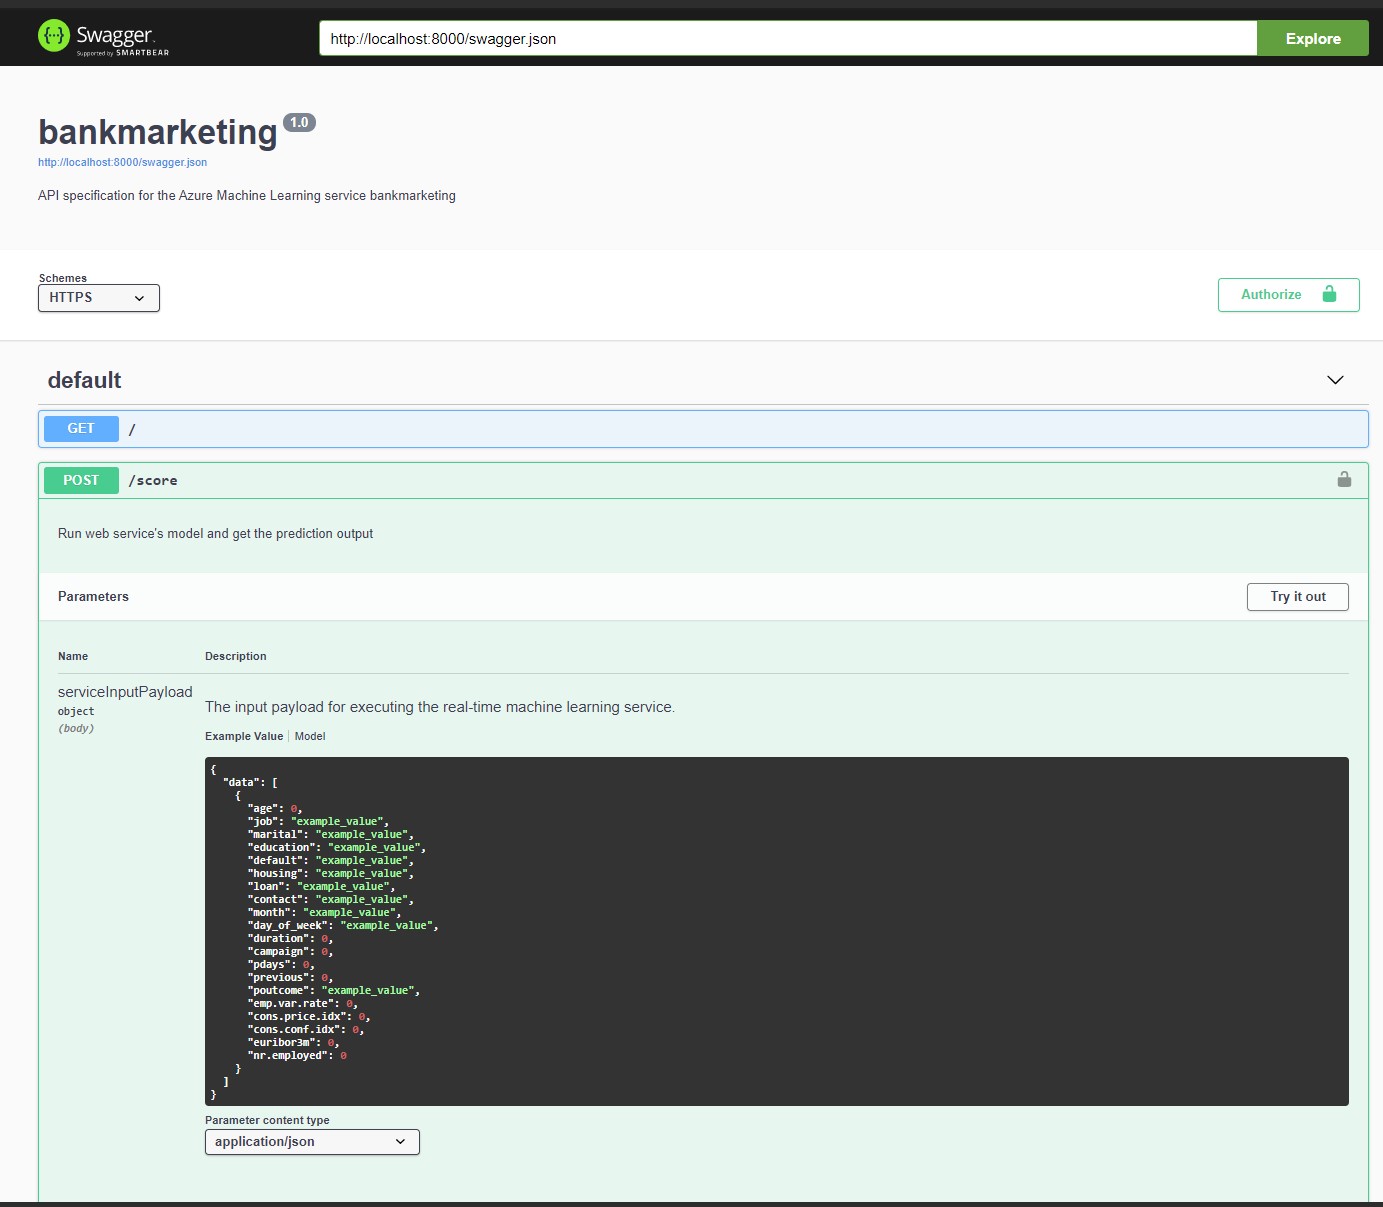 Swagger.
Supported by SMARTBEAR
http://localhost:8000/swagger.json
Explore
bankmarketing 1.0
http://localhost:8000/swagger.json
API specification for the Azure Machine Learning service bankmarketing
Schemes
HTTPS
Authorize
default
GET /
POST /score
Run web service's model and get the prediction output
Parameters
Try it out
Name Description
serviceInputPayload
object
(body)
The input payload for executing the real-time machine learning service.
Example Value | Model
{
  "data": [
    {
      "age": 0,
      "job": "example_value",
      "marital": "example_value",
      "education": "example_value",
      "default": "example_value",
      "housing": "example_value",
      "loan": "example_value",
      "contact": "example_value",
      "month": "example_value",
      "day_of_week": "example_value",
      "duration": 0,
      "campaign": 0,
      "pdays": 0,
      "previous": 0,
      "poutcome": "example_value",
      "emp.var.rate": 0,
      "cons.price.idx": 0,
      "cons.conf.idx": 0,
      "euribor3m": 0,
      "nr.employed": 0
    }
  ]
}
Parameter content type
application/json